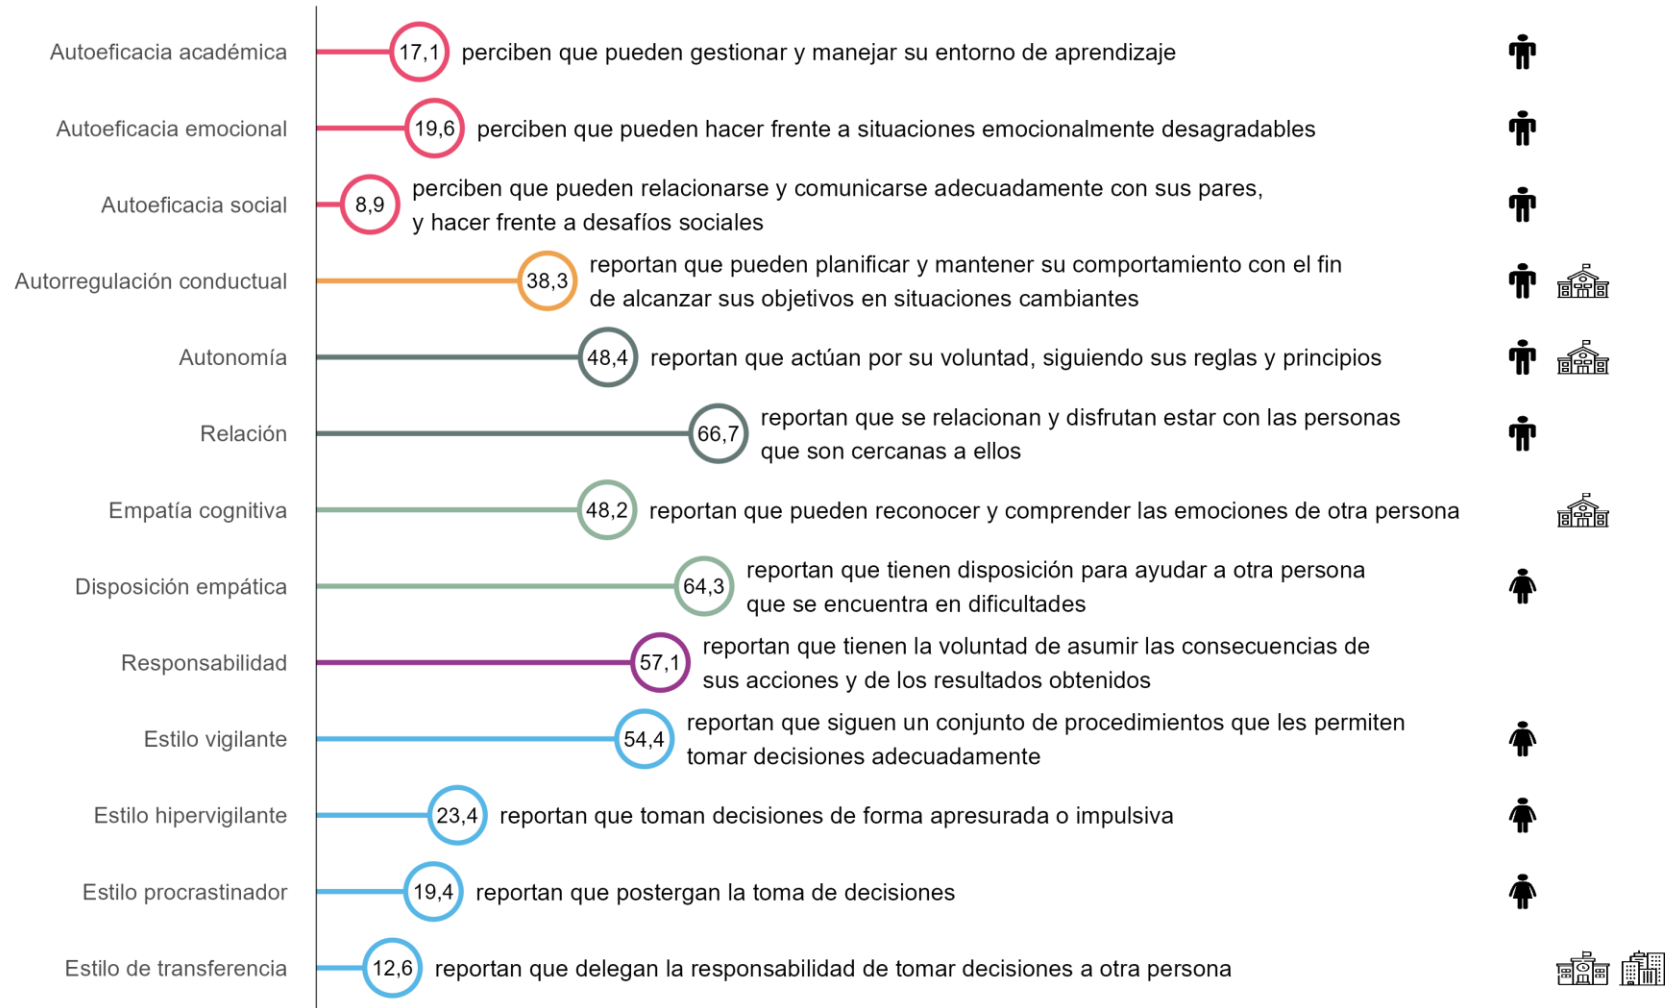 Autoeficacia académica
17,1
perciben que pueden gestionar y manejar su entorno de aprendizaje
Autoeficacia emocional
19,6
perciben que pueden hacer frente a situaciones emocionalmente desagradables
Autoeficacia social
8,9
perciben que pueden relacionarse y comunicarse adecuadamente con sus pares,
y hacer frente a desafíos sociales
Autorregulación conductual
38,3
reportan que pueden planificar y mantener su comportamiento con el fin
de alcanzar sus objetivos en situaciones cambiantes
Autonomía
48,4
reportan que actúan por su voluntad, siguiendo sus reglas y principios
Relación
66,7
reportan que se relacionan y disfrutan estar con las personas
que son cercanas a ellos
Empatía cognitiva
48,2
reportan que pueden reconocer y comprender las emociones de otra persona
Disposición empática
64,3
reportan que tienen disposición para ayudar a otra persona
que se encuentra en dificultades
Responsabilidad
57,1
reportan que tienen la voluntad de asumir las consecuencias de
sus acciones y de los resultados obtenidos
Estilo vigilante
54,4
reportan que siguen un conjunto de procedimientos que les permiten
tomar decisiones adecuadamente
Estilo hipervigilante
23,4
reportan que toman decisiones de forma apresurada o impulsiva
Estilo procrastinador
19,4
reportan que postergan la toma de decisiones
Estilo de transferencia
12,6
reportan que delegan la responsabilidad de tomar decisiones a otra persona